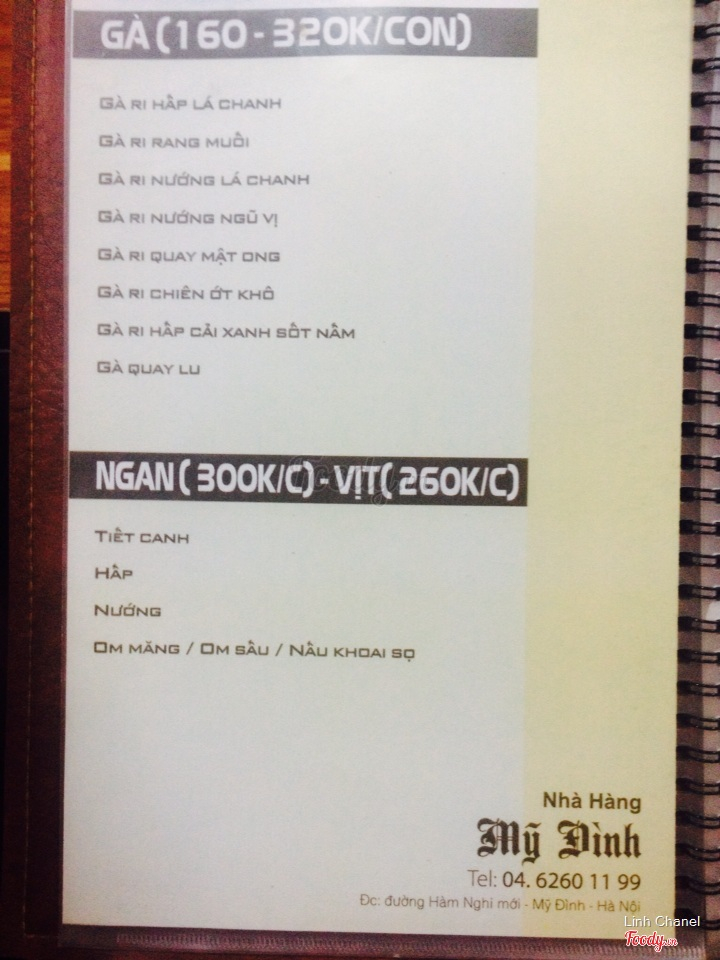 GÀ (160 - 320K/CON)
GÀ RI HẤP LÁ CHANH
GÀ RI RANG MUỐI
GÀ RI NƯỚNG LÁ CHANH
GÀ RI NƯỚNG NGŨ VỊ
GÀ RI QUAY MẬT ONG
GÀ RI CHIÊN ỚT KHÔ
GÀ RI HẤP CẢI XANH SỐT NẤM
GÀ QUAY LU
NGAN ( 300K/C) - VỊT( 260K/C)
TIẾT CANH
HẤP
NƯỚNG
OM MĂNG / OM SẤU / NẤU KHOAI SỌ
Nhà Hàng
Mỹ Đình
Tel: 04. 6260 11 99
Đc: đường Hàm Nghi mới - Mỹ Đình - Hà Nội
Linh Chanel
Foody.vn